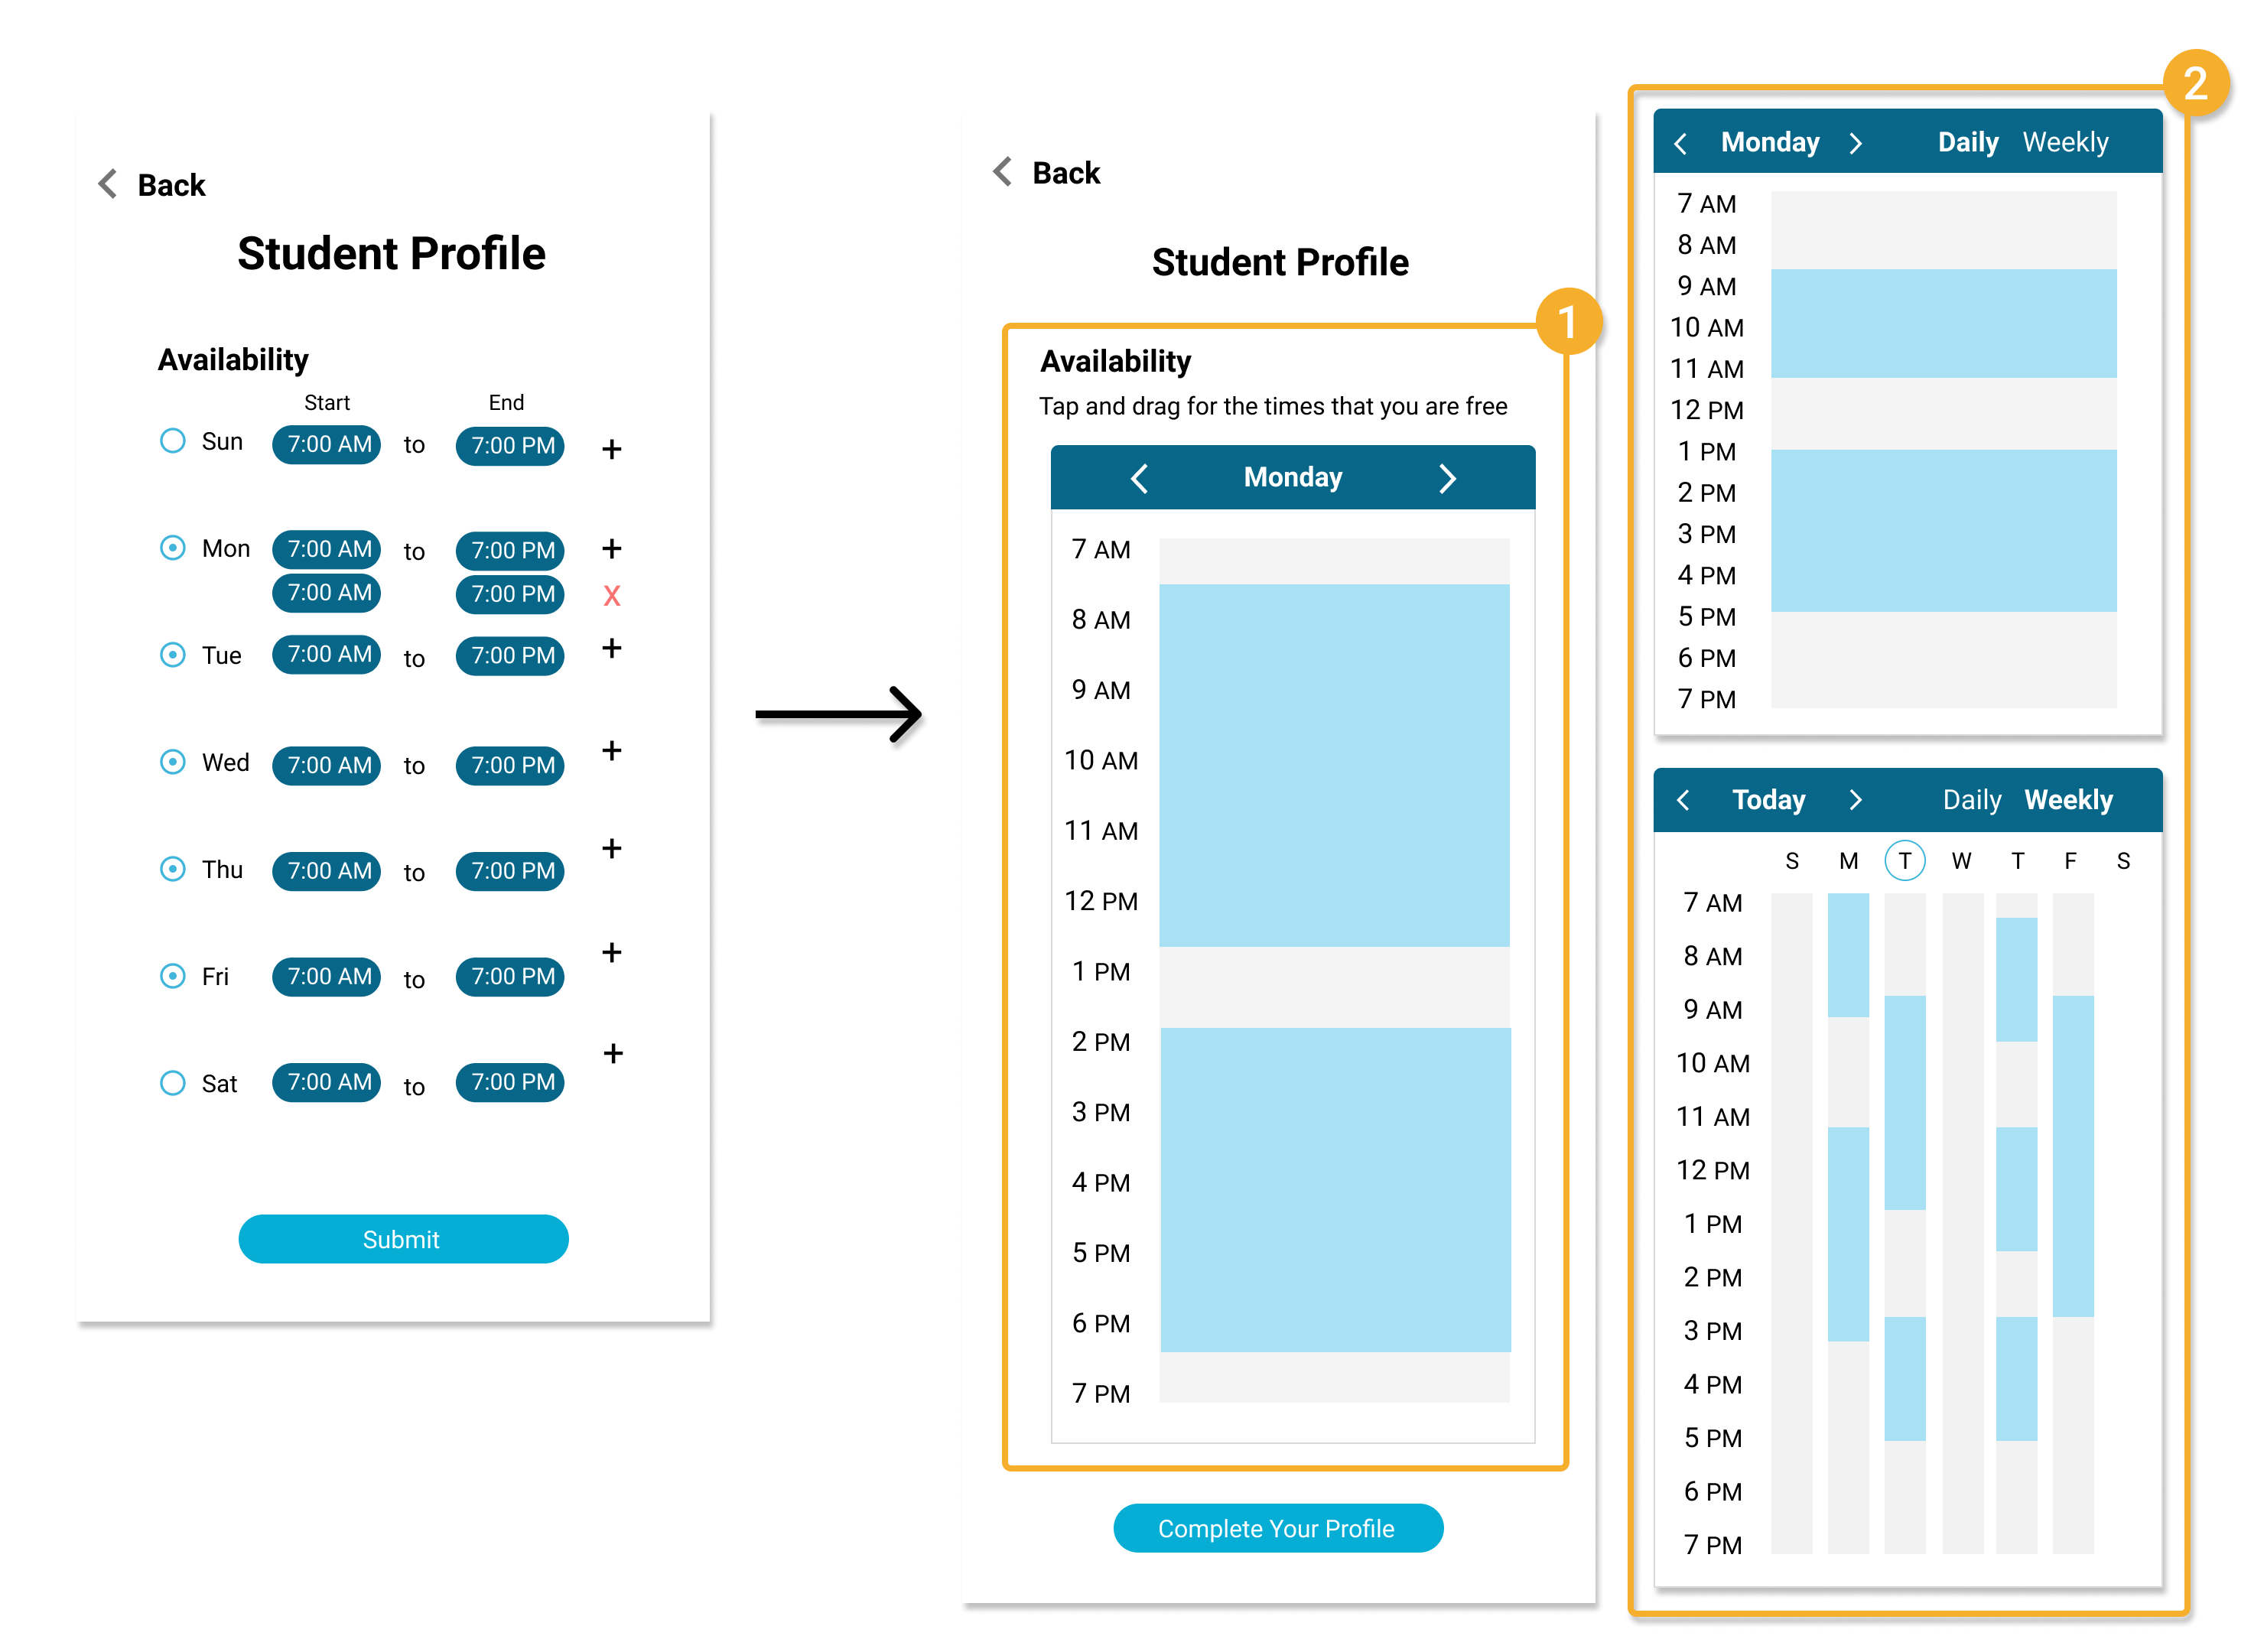 Back
Student Profile
Availability
Start End
Sun 7:00 AM to 7:00 PM +
Mon 7:00 AM to 7:00 PM +
7:00 AM 7:00 PM X
Tue 7:00 AM to 7:00 PM +
Wed 7:00 AM to 7:00 PM +
Thu 7:00 AM to 7:00 PM +
Fri 7:00 AM to 7:00 PM +
Sat 7:00 AM to 7:00 PM +
Submit
Back
Student Profile
1
Availability
Tap and drag for the times that you are free
Monday
7 AM
8 AM
9 AM
10 AM
11 AM
12 PM
1 PM
2 PM
3 PM
4 PM
5 PM
6 PM
7 PM
Complete Your Profile
2
Monday Daily Weekly
7 AM
8 AM
9 AM
10 AM
11 AM
12 PM
1 PM
2 PM
3 PM
4 PM
5 PM
6 PM
7 PM
Today Daily Weekly
S M T W T F S
7 AM
8 AM
9 AM
10 AM
11 AM
12 PM
1 PM
2 PM
3 PM
4 PM
5 PM
6 PM
7 PM